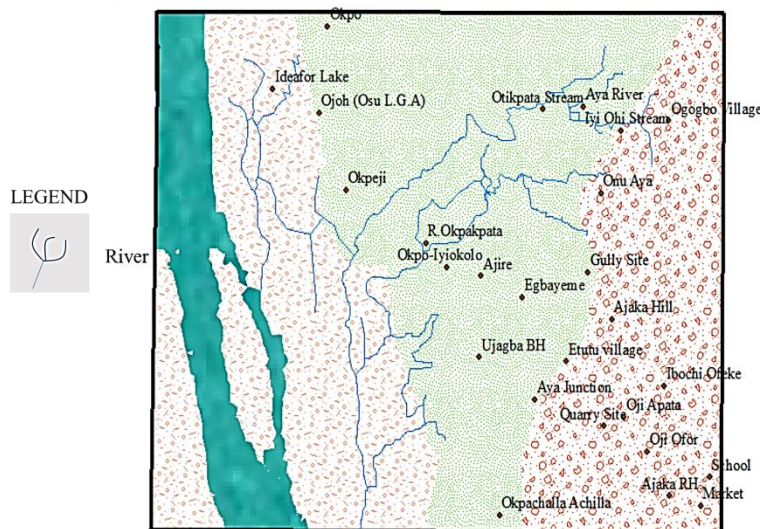 Okpo
Ideafor Lake
Ojoh (Osu L.G.A)
Otikpata Stream
Aya River
Iyi Ohi Stream
Ogogbo Village
Okpeji
Onu Aya
LEGEND
R.Okpakpata
River
Okpo-Iyiokolo
Ajire
Gully Site
Egbayeme
Ajaka Hill
Ujagba BH
Etutu village
Ibochi Ofeke
Aya Junction
Quarry Site
Oji Apata
Oji Ofor
School
Ajaka RH
Market
Okpachalla Achilla